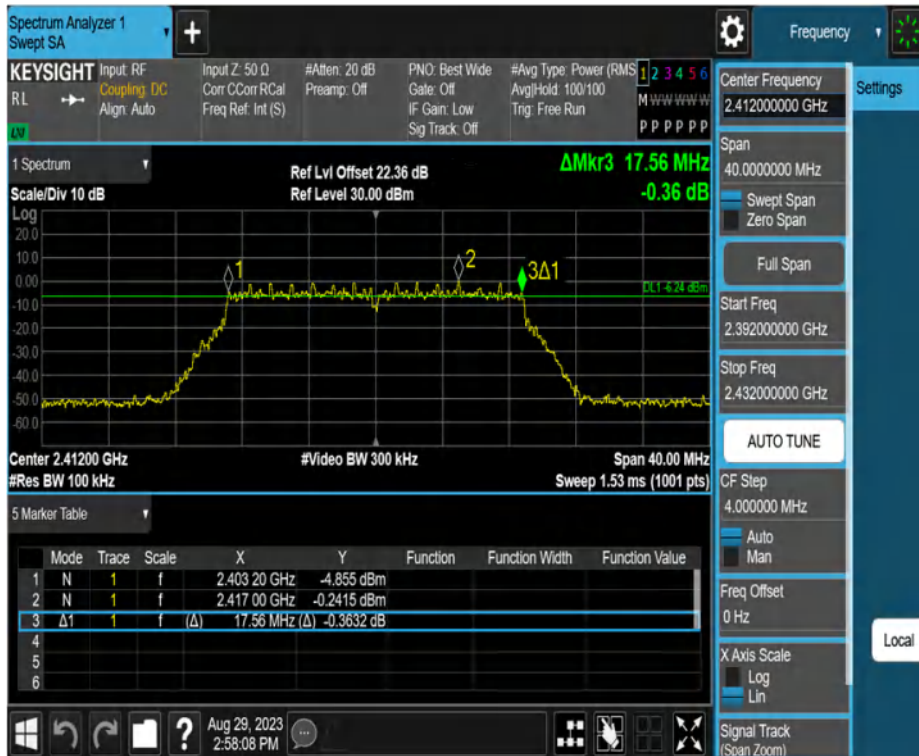 Spectrum Analyzer 1
Swept SA
Frequency
KEYSIGHT
RL
Input: RF
Coupling: DC
Align: Auto
Input Z: 50 Ω
Corr CCorr RCal
Freq Ref: Int (S)
#Atten: 20 dB
Preamp: Off
PNO: Best Wide
Gate: Off
IF Gain: Low
Sig Track: Off
#Avg Type: Power (RMS
Avg|Hold: 100/100
Trig: Free Run
1 2 3 4 5 6
M W W W W W
P P P P P P
Center Frequency
2.412000000 GHz
Settings
Span
40.0000000 MHz
Swept Span
Zero Span
Full Span
Start Freq
2.392000000 GHz
Stop Freq
2.432000000 GHz
AUTO TUNE
CF Step
4.000000 MHz
Auto
Man
Freq Offset
0 Hz
X Axis Scale
Log
Lin
Signal Track
(Span Zoom)
Local
1 Spectrum
Scale/Div 10 dB
Ref Lvl Offset 22.36 dB
Ref Level 30.00 dBm
ΔMkr3 17.56 MHz
-0.36 dB
Log
20.0
10.0
0.00
-10.0
-20.0
-30.0
-40.0
-50.0
-60.0
1
2
3Δ1
DL1 -6.24 dBm
Center 2.41200 GHz
#Video BW 300 kHz
Span 40.00 MHz
#Res BW 100 kHz
Sweep 1.53 ms (1001 pts)
5 Marker Table
Mode Trace Scale X Y Function Function Width Function Value
1 N 1 f 2.403 20 GHz -4.855 dBm
2 N 1 f 2.417 00 GHz -0.2415 dBm
3 Δ1 1 f (Δ) 17.56 MHz (Δ) -0.3632 dB
4
5
6
?
Aug 29, 2023
2:58:08 PM